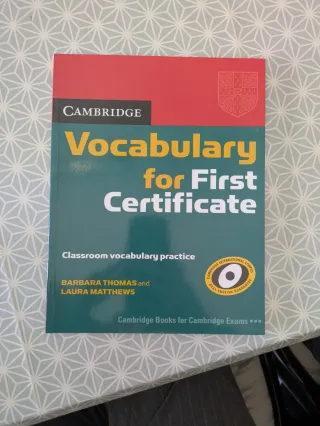 CAMBRIDGE
Vocabulary
for First
Certificate
Classroom vocabulary practice
BARBARA THOMAS and
LAURA MATTHEWS
Cambridge Books for Cambridge Exams